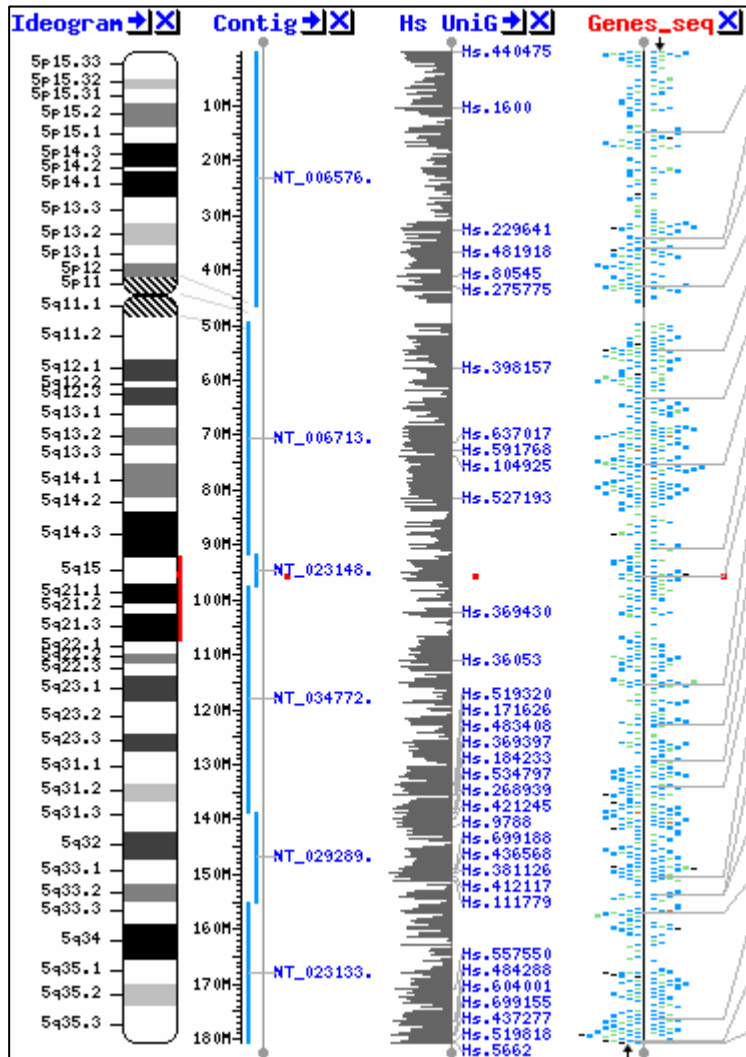 Ideogram Contig Hs UniG Genes_seq
5p15.33
5p15.32
5p15.31
5p15.2
5p15.1
5p14.3
5p14.2
5p14.1
5p13.3
5p13.2
5p13.1
5p12
5p11
5q11.1
5q11.2
5q12.1
5q12.2
5q12.3
5q13.1
5q13.2
5q13.3
5q14.1
5q14.2
5q14.3
5q15
5q21.1
5q21.2
5q21.3
5q22.1
5q22.2
5q22.3
5q23.1
5q23.2
5q23.3
5q31.1
5q31.2
5q31.3
5q32
5q33.1
5q33.2
5q33.3
5q34
5q35.1
5q35.2
5q35.3
10M
20M
30M
40M
50M
60M
70M
80M
90M
100M
110M
120M
130M
140M
150M
160M
170M
180M
NT_006576.
NT_006713.
NT_023148.
NT_034772.
NT_029289.
NT_023133.
Hs.440475
Hs.1600
Hs.229641
Hs.481918
Hs.80545
Hs.275775
Hs.398157
Hs.637017
Hs.591768
Hs.104925
Hs.527193
Hs.369430
Hs.36053
Hs.519320
Hs.171626
Hs.483408
Hs.369397
Hs.184233
Hs.534797
Hs.268939
Hs.421245
Hs.9788
Hs.699188
Hs.436568
Hs.381126
Hs.412117
Hs.111779
Hs.557550
Hs.484288
Hs.604001
Hs.699155
Hs.437277
Hs.519818
Hs.5662